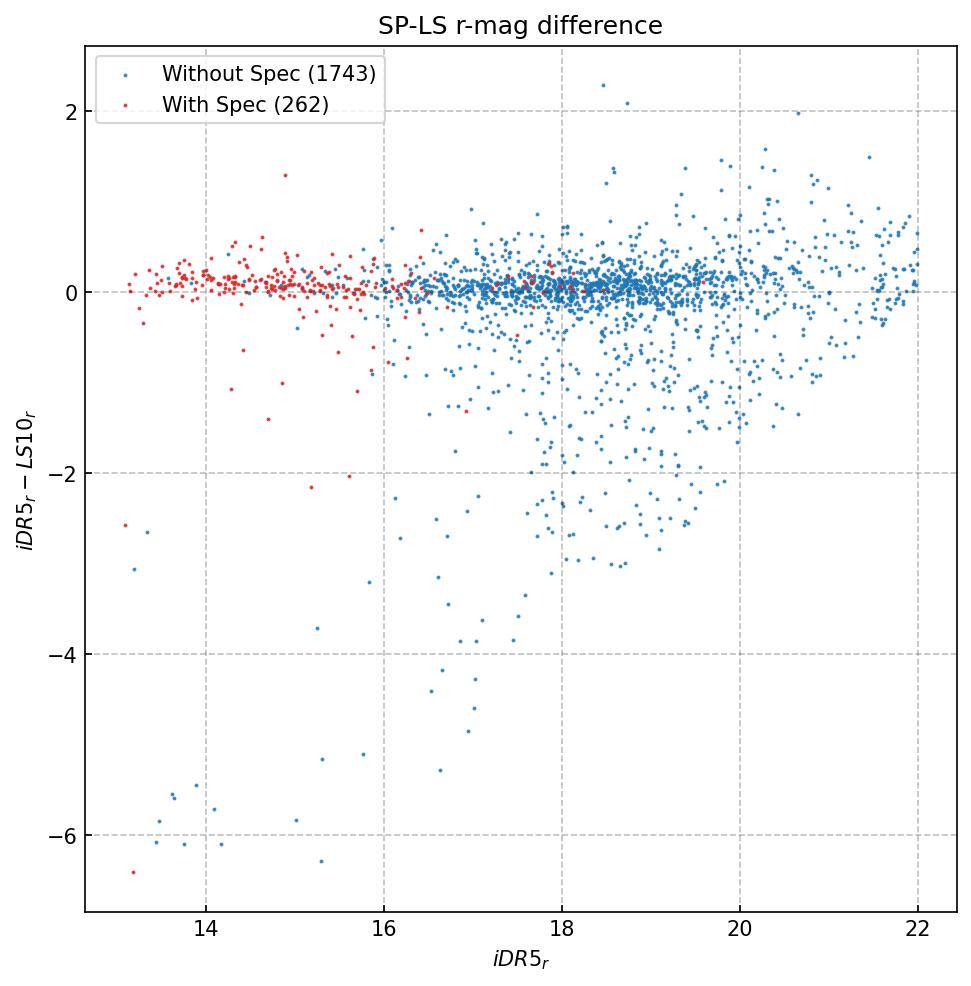 SP-LS r-mag difference
Without Spec (1743)
With Spec (262)
2
0
−2
−4
−6
iDR5r − LS10r
14 16 18 20 22
iDR5r